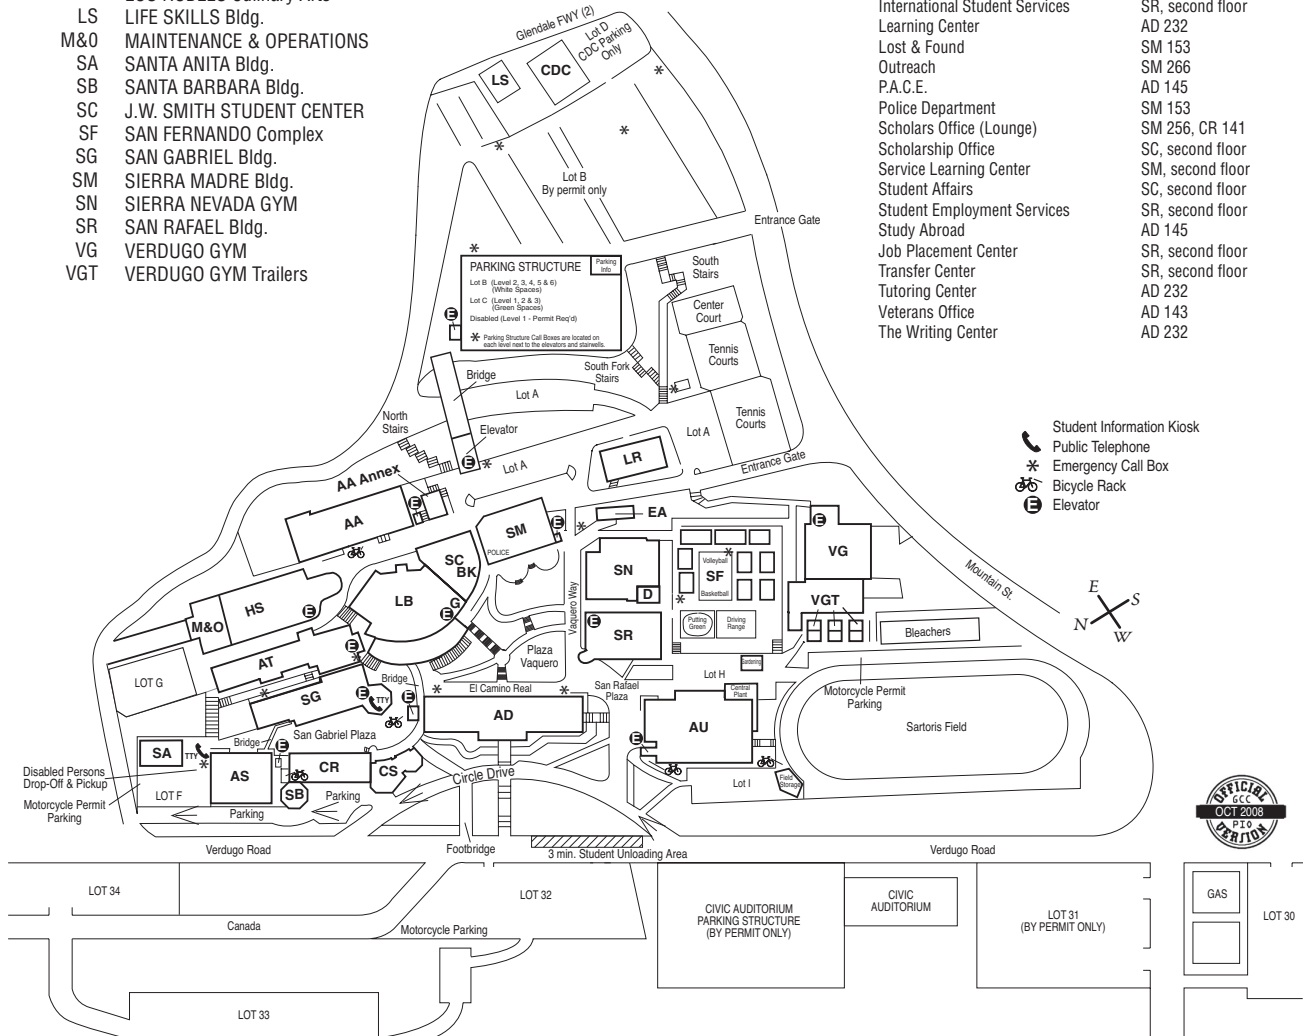 LS LIFE SKILLS Bldg.
M&O MAINTENANCE & OPERATIONS
SA SANTA ANITA Bldg.
SB SANTA BARBARA Bldg.
SC J.W. SMITH STUDENT CENTER
SF SAN FERNANDO Complex
SG SAN GABRIEL Bldg.
SM SIERRA MADRE Bldg.
SN SIERRA NEVADA GYM
SR SAN RAFAEL Bldg.
VG VERDUGO GYM
VGT VERDUGO GYM Trailers
International Student Services SR, second floor
Learning Center AD 232
Lost & Found SM 153
Outreach SM 266
P.A.C.E. AD 145
Police Department SM 153
Scholars Office (Lounge) SM 256, CR 141
Scholarship Office SC, second floor
Service Learning Center SM, second floor
Student Affairs SC, second floor
Student Employment Services SR, second floor
Study Abroad AD 145
Job Placement Center SR, second floor
Transfer Center SR, second floor
Tutoring Center AD 232
Veterans Office AD 143
The Writing Center AD 232
Student Information Kiosk
Public Telephone
* Emergency Call Box
Bicycle Rack
E Elevator
Glendale FWY (2)
Lot D
CDC Parking
Only
LS
CDC
Lot B
By permit only
Entrance Gate
PARKING STRUCTURE
Parking
Info
Lot B (Level 2, 3, 4, 5 & 6)
(White Spaces)
Lot C (Level 1, 2 & 3)
(Green Spaces)
Disabled (Level 1 - Permit Req'd)
* Parking Structure Call Boxes are located on
each level next to the elevators and stairwells.
E
South
Stairs
Center
Court
Tennis
Courts
South Fork
Stairs
Bridge
Lot A
Tennis
Courts
North
Stairs
Elevator
E
Lot A
Lot A
LR
Entrance Gate
AA Annex
E
AA
SM
POLICE
E
EA
SC
BK
LB
G
E
Vaquero Way
SN
D
E
SR
Volleyball
SF
Basketball
Putting
Green
Driving
Range
E
VG
VGT
Bleachers
Mountain St.
E
S
N
W
HS
E
M&O
AT
E
LOT G
SG
E
TTY
Bridge
E
Plaza
Vaquero
El Camino Real
San Rafael
Plaza
Lot H
Gardening
Central
Plant
Motorcycle Permit
Parking
Sartoris Field
AD
AU
E
San Gabriel Plaza
Bridge
E
SA
TTY
AS
CR
CS
SB
Circle Drive
Disabled Persons
Drop-Off & Pickup
LOT F
Motorcycle Permit
Parking
Parking
Parking
Lot I
Field
Storage
OFFICIAL
GCC
OCT 2008
PIO
VERSION
Verdugo Road
Footbridge
3 min. Student Unloading Area
Verdugo Road
LOT 34
LOT 32
CIVIC AUDITORIUM
PARKING STRUCTURE
(BY PERMIT ONLY)
CIVIC
AUDITORIUM
LOT 31
(BY PERMIT ONLY)
GAS
LOT 30
Canada
Motorcycle Parking
LOT 33